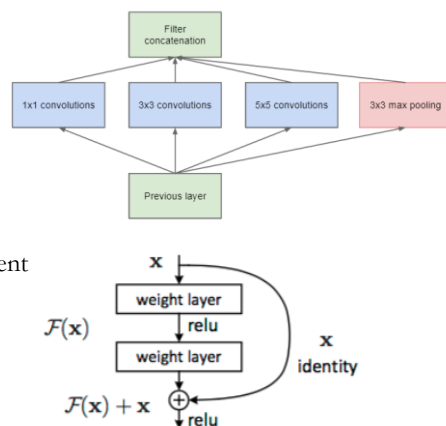 Filter
concatenation
1x1 convolutions
3x3 convolutions
5x5 convolutions
3x3 max pooling
Previous layer
ent
x
weight layer
F(x)
relu
x
weight layer
identity
F(x) + x
relu